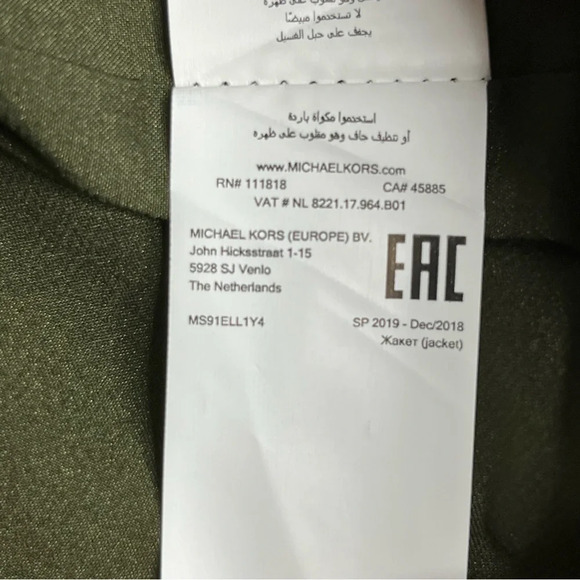 لا تستخدموا مبيضًا
يجفف على حبل الغسيل
استخدموا مكواة باردة
أو تنظيف جاف وهو مقلوب على ظهره
www.MICHAELKORS.com
RN# 111818 CA# 45885
VAT # NL 8221.17.964.B01
MICHAEL KORS (EUROPE) BV.
John Hicksstraat 1-15
5928 SJ Venlo
The Netherlands
EAC
MS91ELL1Y4 SP 2019 - Dec/2018
Жакет (jacket)